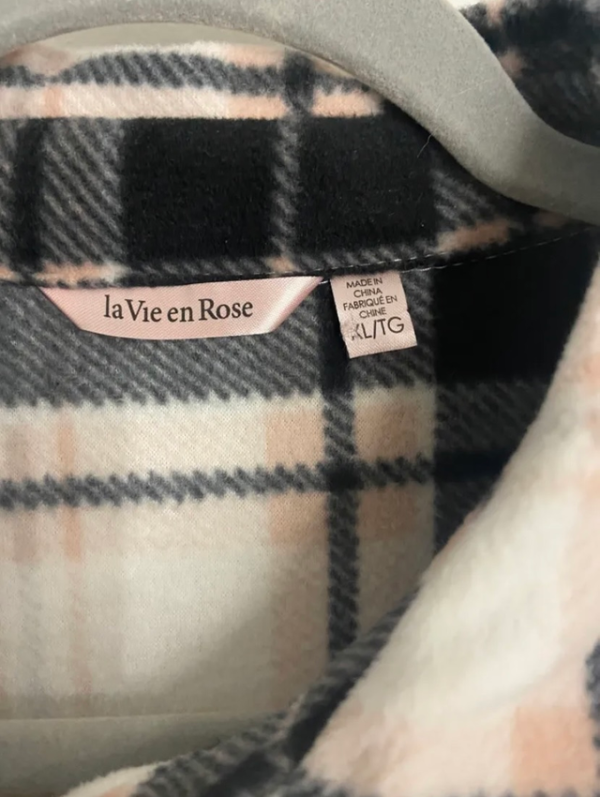 la Vie en Rose
MADE IN
CHINA
FABRIQUÉ EN
CHINE
XL/TG